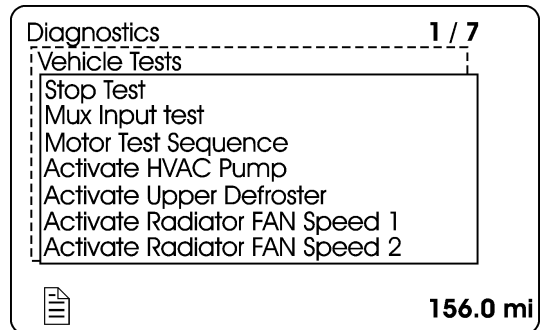 Diagnostics 1 / 7
Vehicle Tests
Stop Test
Mux Input test
Motor Test Sequence
Activate HVAC Pump
Activate Upper Defroster
Activate Radiator FAN Speed 1
Activate Radiator FAN Speed 2
156.0 mi